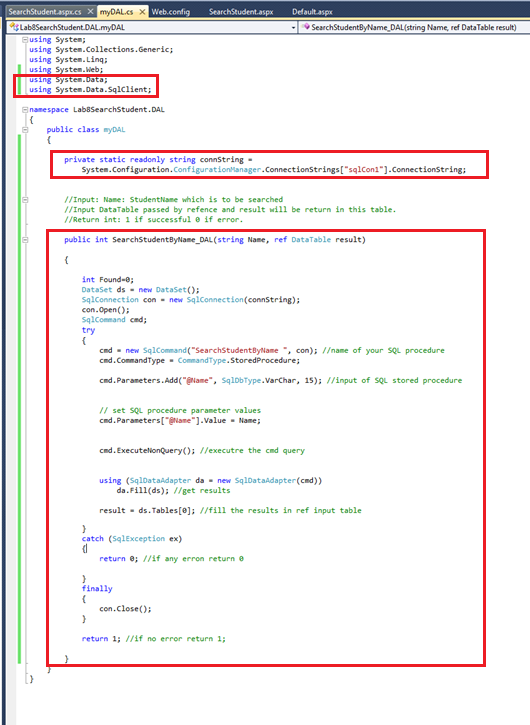 SearchStudent.aspx.cs myDAL.cs Web.config SearchStudent.aspx Default.aspx
Lab8SearchStudent.DAL.myDAL SearchStudentByName_DAL(string Name, ref DataTable result)
using System;
using System.Collections.Generic;
using System.Linq;
using System.Web;
using System.Data;
using System.Data.SqlClient;
namespace Lab8SearchStudent.DAL
{
public class myDAL
{
private static readonly string connString =
System.Configuration.ConfigurationManager.ConnectionStrings["sqlCon1"].ConnectionString;
//Input: Name: StudentName which is to be searched
//Input DataTable passed by refence and result will be return in this table.
//Return int: 1 if successful 0 if error.
public int SearchStudentByName_DAL(string Name, ref DataTable result)
{
int Found=0;
DataSet ds = new DataSet();
SqlConnection con = new SqlConnection(connString);
con.Open();
SqlCommand cmd;
try
{
cmd = new SqlCommand("SearchStudentByName ", con); //name of your SQL procedure
cmd.CommandType = CommandType.StoredProcedure;
cmd.Parameters.Add("@Name", SqlDbType.VarChar, 15); //input of SQL stored procedure
// set SQL procedure parameter values
cmd.Parameters["@Name"].Value = Name;
cmd.ExecuteNonQuery(); //executre the cmd query
using (SqlDataAdapter da = new SqlDataAdapter(cmd))
da.Fill(ds); //get results
result = ds.Tables[0]; //fill the results in ref input table
}
catch (SqlException ex)
{
return 0; //if any erron return 0
}
finally
{
con.Close();
}
return 1; //if no error return 1;
}
}
}